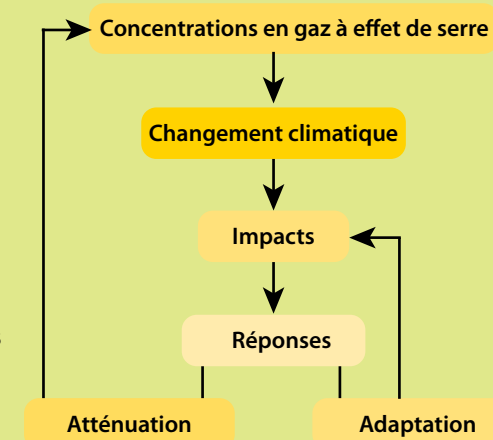 Concentrations en gaz à effet de serre
Changement climatique
Impacts
Réponses
Atténuation
Adaptation